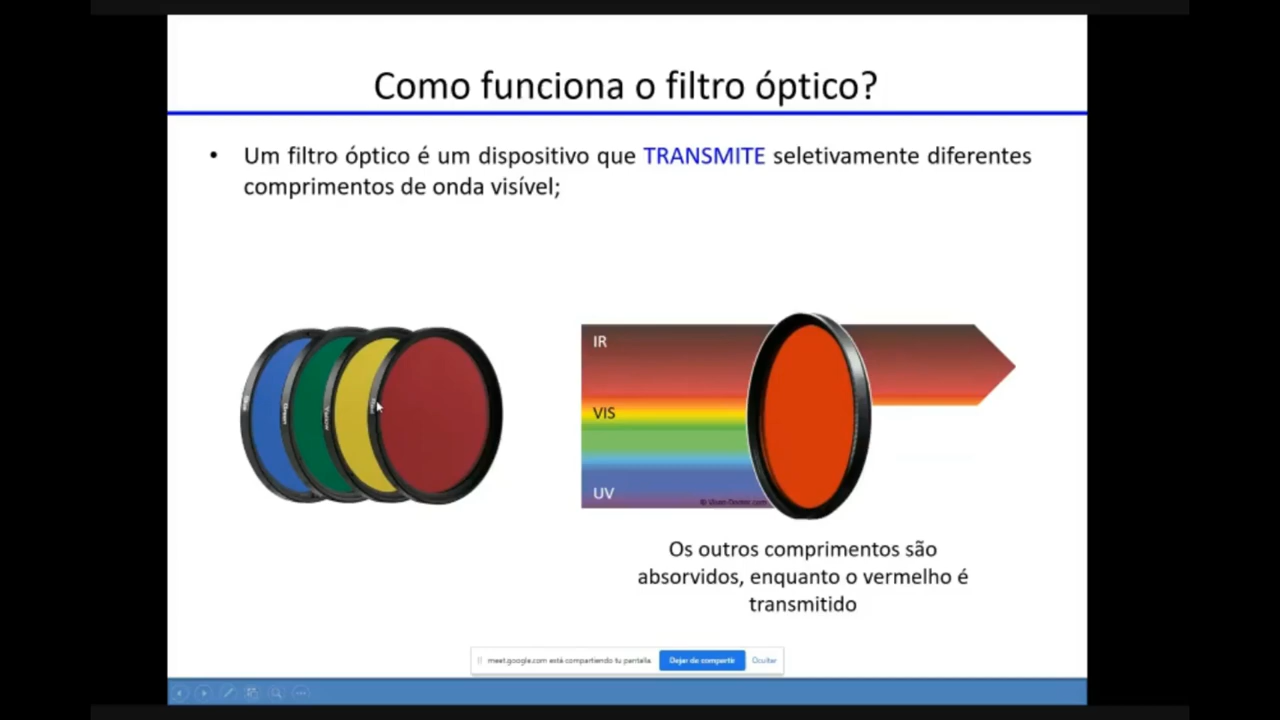 Como funciona o filtro óptico?
• Um filtro óptico é um dispositivo que TRANSMITE seletivamente diferentes
comprimentos de onda visível;
IR
VIS
UV
Os outros comprimentos são
absorvidos, enquanto o vermelho é
transmitido
meet.google.com está compartiendo tu pantalla.
Dejar de compartir
Ocultar